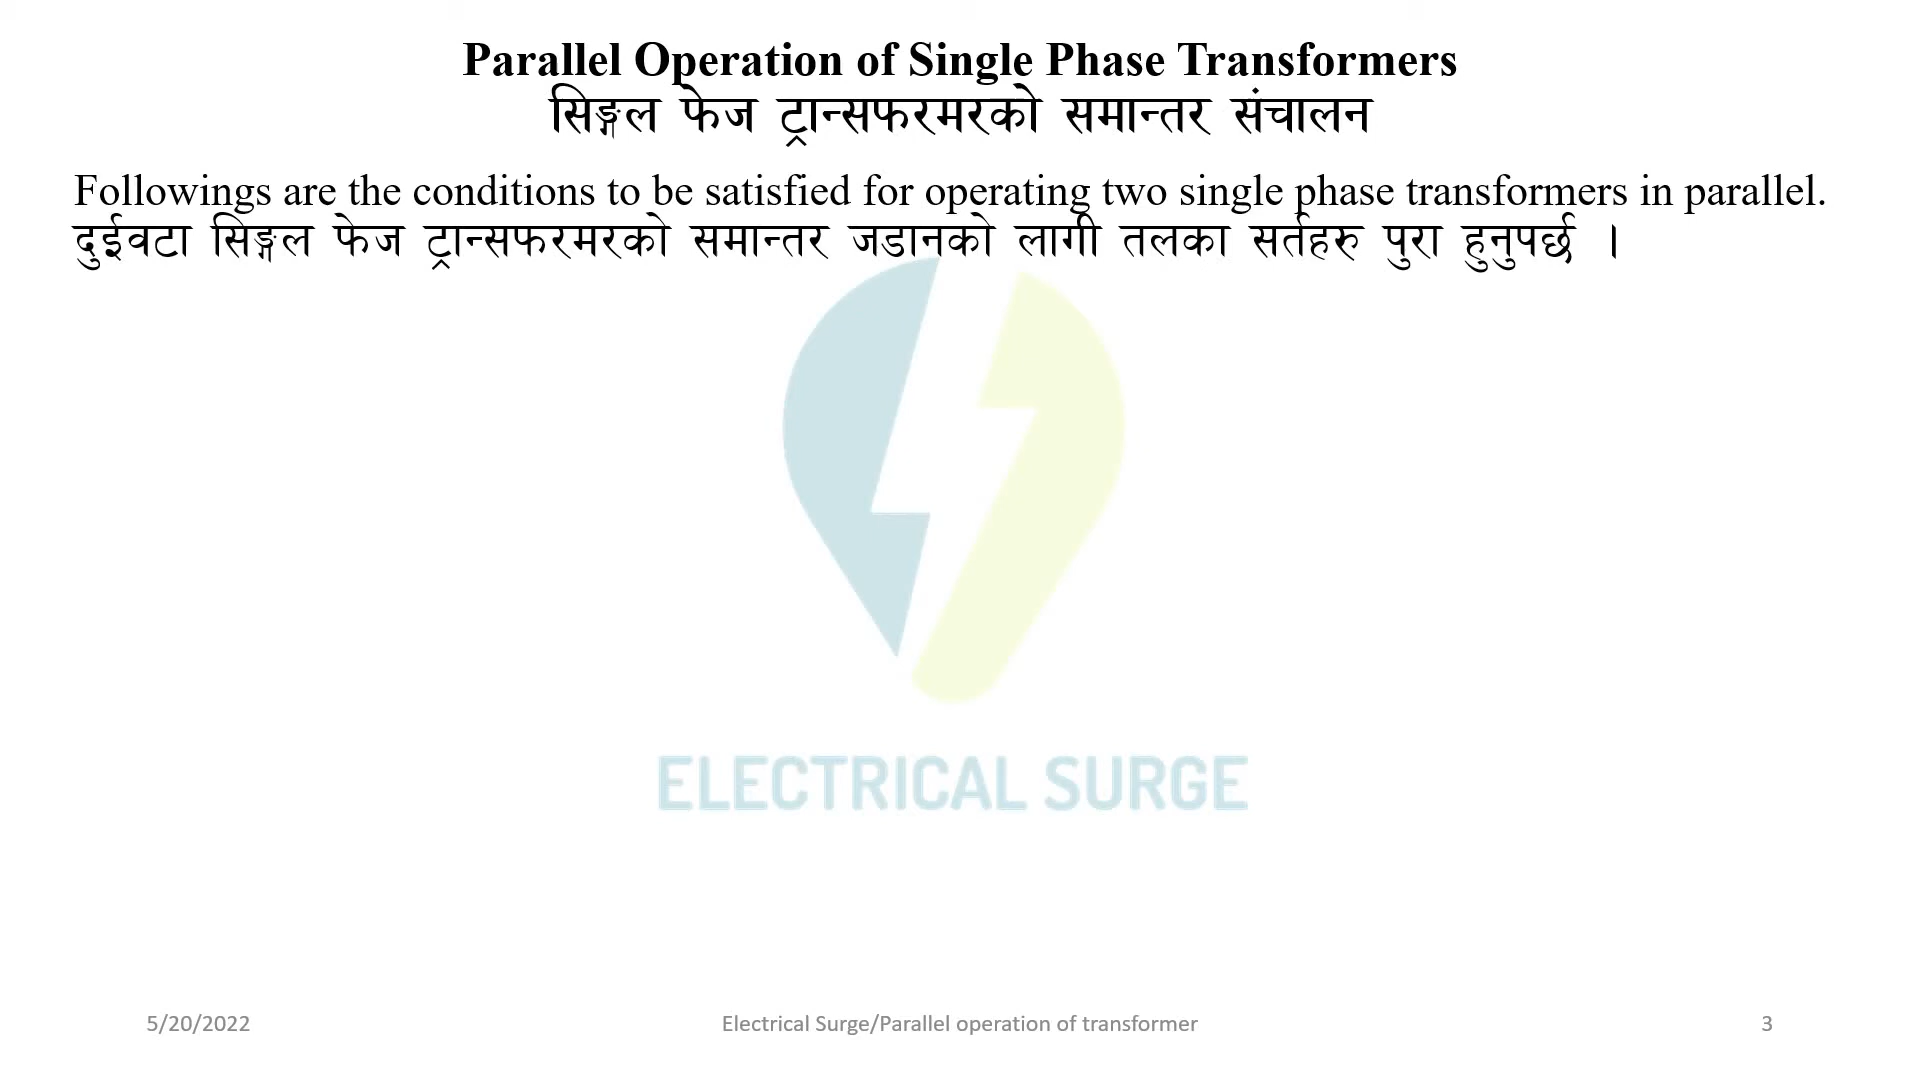 Parallel Operation of Single Phase Transformers
सिङ्गल फेज ट्रान्सफरमरको समान्तर संचालन
Followings are the conditions to be satisfied for operating two single phase transformers in parallel.
दुईवटा सिङ्गल फेज ट्रान्सफरमरको समान्तर जडानको लागी तलका सर्तहरु पुरा हुनुपर्छ ।
ELECTRICAL SURGE
5/20/2022 Electrical Surge/Parallel operation of transformer 3